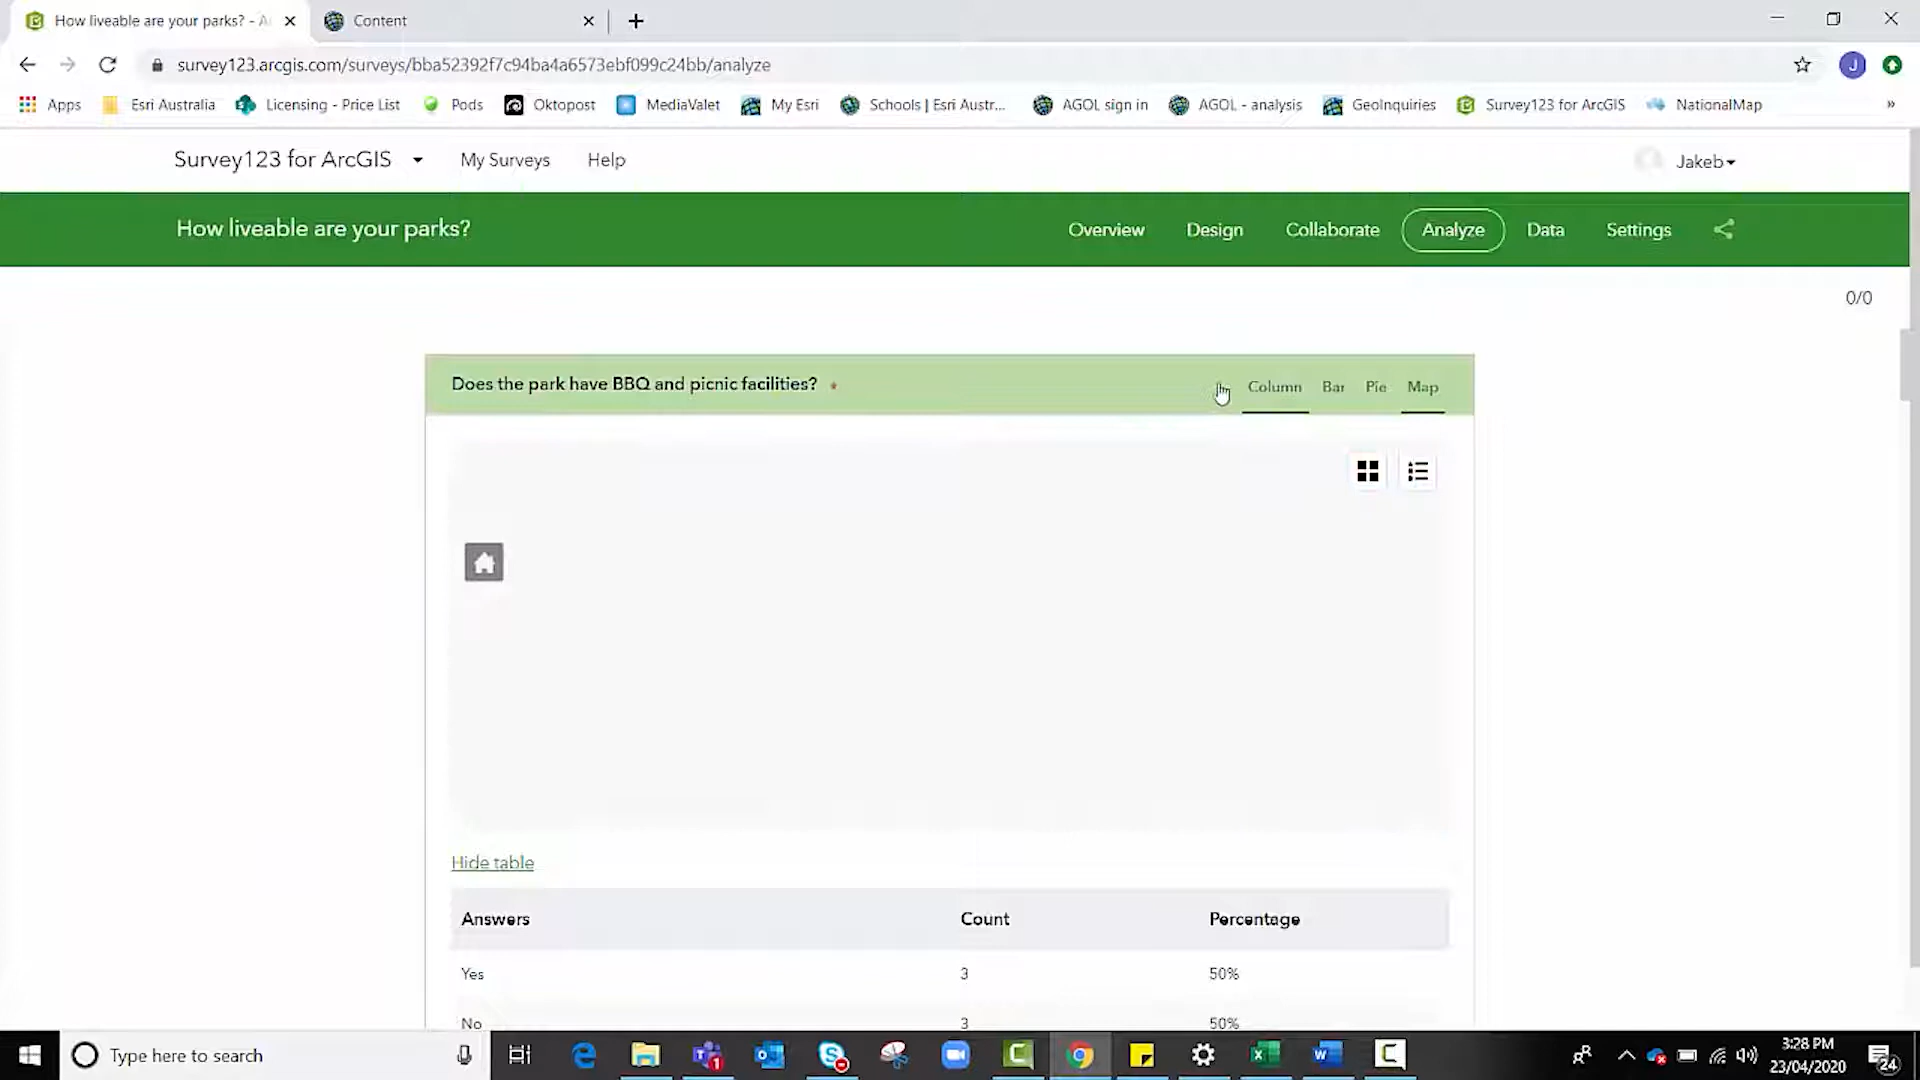 How liveable are your parks? - A
Content
survey123.arcgis.com/surveys/bba52392f7c94ba4a6573ebf099c24bb/analyze
Apps Esri Australia Licensing - Price List Pods Oktopost MediaValet My Esri Schools | Esri Austr... AGOL sign in AGOL - analysis GeoInquiries Survey123 for ArcGIS NationalMap »
Survey123 for ArcGIS My Surveys Help Jakeb
How liveable are your parks? Overview Design Collaborate Analyze Data Settings
0/0
Does the park have BBQ and picnic facilities? * Column Bar Pie Map
Hide table
Answers Count Percentage
Yes 3 50%
No 3 50%
Type here to search
3:28 PM
23/04/2020
24